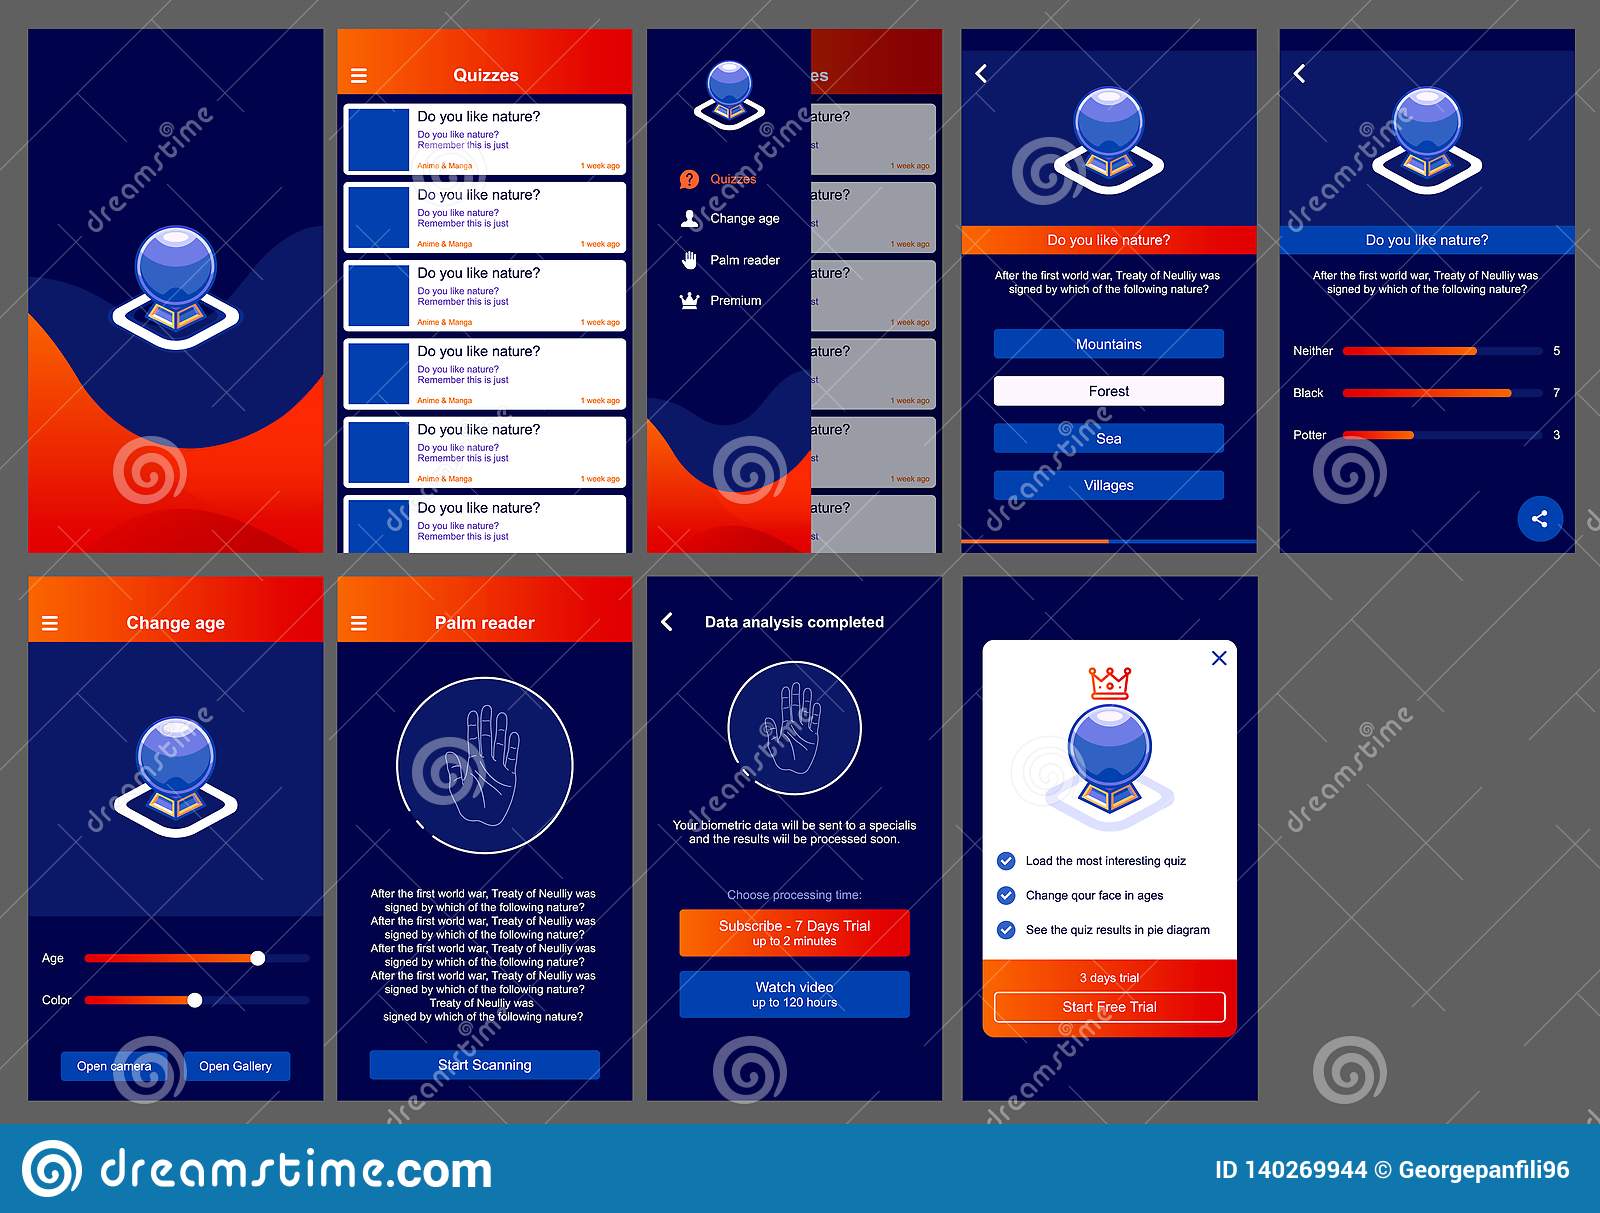 Quizzes
Do you like nature?
Do you like nature?
Remember this is just
Anime & Manga 1 week ago
Do you like nature?
Do you like nature?
Remember this is just
Anime & Manga 1 week ago
Do you like nature?
Do you like nature?
Remember this is just
Anime & Manga 1 week ago
Do you like nature?
Do you like nature?
Remember this is just
Anime & Manga 1 week ago
Do you like nature?
Do you like nature?
Remember this is just
Anime & Manga 1 week ago
Do you like nature?
Do you like nature?
Remember this is just
Quizzes
Change age
Palm reader
Premium
es
ature?
st
1 week ago
ature?
st
1 week ago
ature?
st
1 week ago
ature?
st
1 week ago
ature?
st
1 week ago
ature?
st
Do you like nature?
After the first world war, Treaty of Neulliy was
signed by which of the following nature?
Mountains
Forest
Sea
Villages
Do you like nature?
After the first world war, Treaty of Neulliy was
signed by which of the following nature?
Neither 5
Black 7
Potter 3
Change age
Age
Color
Open camera Open Gallery
Palm reader
After the first world war, Treaty of Neulliy was
signed by which of the following nature?
After the first world war, Treaty of Neulliy was
signed by which of the following nature?
After the first world war, Treaty of Neulliy was
signed by which of the following nature?
After the first world war, Treaty of Neulliy was
signed by which of the following nature?
Treaty of Neulliy was
signed by which of the following nature?
Start Scanning
Data analysis completed
Your biometric data will be sent to a specialis
and the results wiil be processed soon.
Choose processing time:
Subscribe - 7 Days Trial
up to 2 minutes
Watch video
up to 120 hours
Load the most interesting quiz
Change qour face in ages
See the quiz results in pie diagram
3 days trial
Start Free Trial
dreamstime.com
ID 140269944 © Georgepanfili96